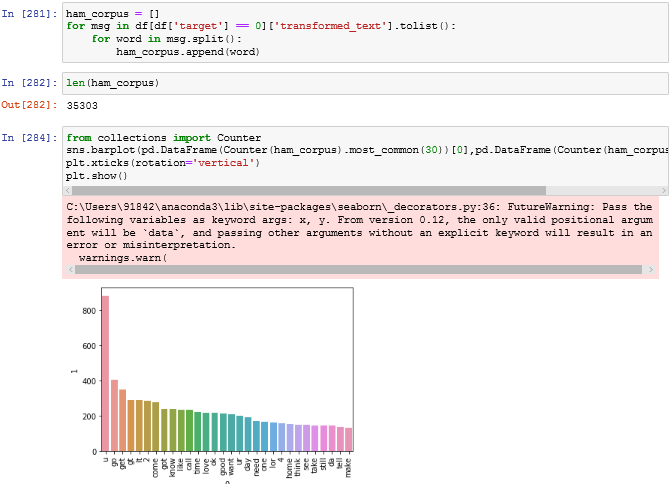 In [281]: ham_corpus = []
for msg in df[df['target'] == 0]['transformed_text'].tolist():
for word in msg.split():
ham_corpus.append(word)
In [282]: len(ham_corpus)
Out[282]: 35303
In [284]: from collections import Counter
sns.barplot(pd.DataFrame(Counter(ham_corpus).most_common(30))[0],pd.DataFrame(Counter(ham_corpus
plt.xticks(rotation='vertical')
plt.show()
C:\Users\91842\anaconda3\lib\site-packages\seaborn\_decorators.py:36: FutureWarning: Pass the
following variables as keyword args: x, y. From version 0.12, the only valid positional argum
ent will be `data`, and passing other arguments without an explicit keyword will result in an
error or misinterpretation.
warnings.warn(
800
600
400
200
0
1
u go get gt lt 2 come got know like call time love ok good want ur day need one lor 4 home think see take still da tell make